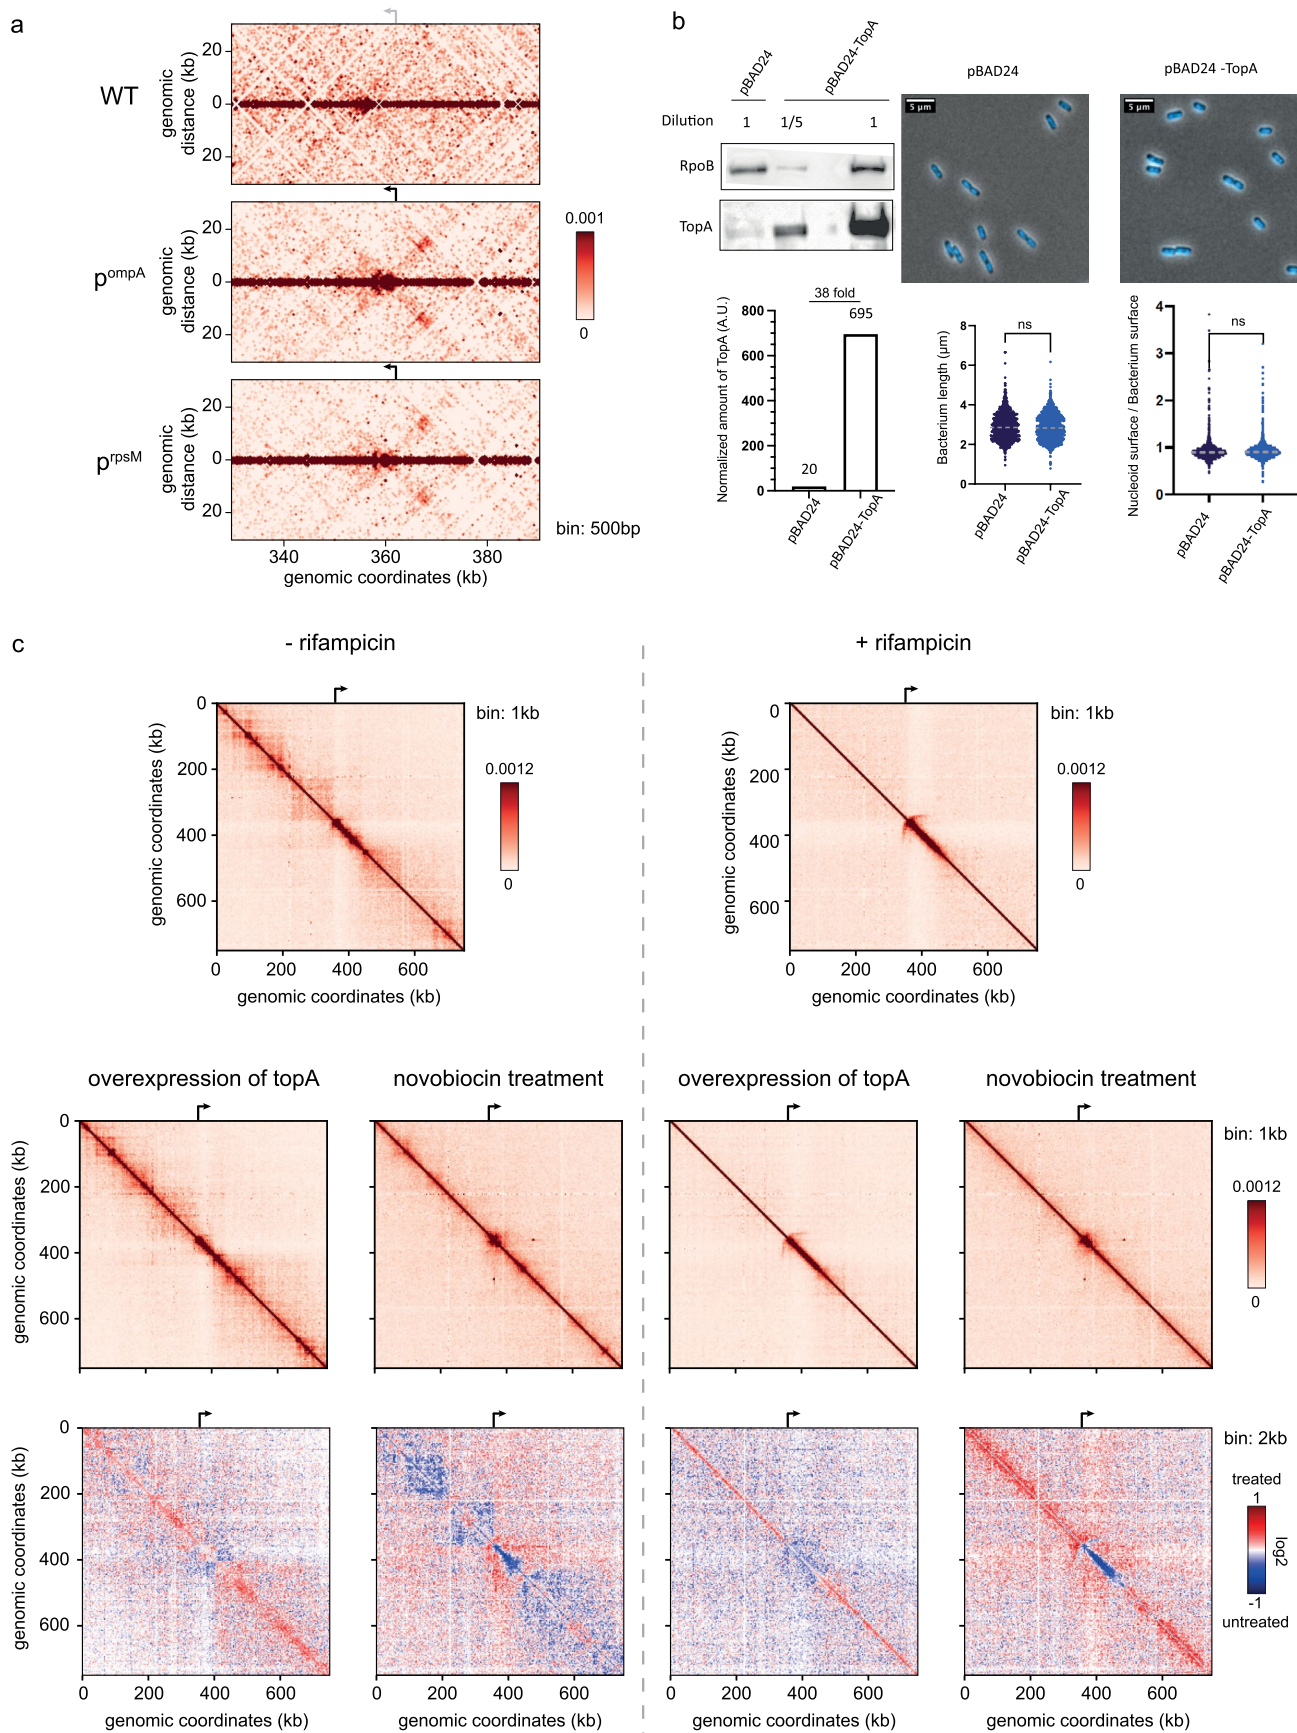 a
WT
genomic
distance (kb)
20
0
20
p^ompA
genomic
distance (kb)
20
0
20
0.001
0
p^rpsM
genomic
distance (kb)
20
0
20
bin: 500bp
340
360
380
genomic coordinates (kb)
b
pBAD24
pBAD24-TopA
Dilution
1
1/5
1
RpoB
TopA
pBAD24
5 µm
pBAD24 -TopA
5 µm
Normalized amount of TopA (A.U.)
800
600
400
200
0
38 fold
695
20
pBAD24
pBAD24-TopA
Bacterium length (µm)
8
6
4
2
0
ns
pBAD24
pBAD24-TopA
Nucleoid surface / Bacterium surface
4
3
2
1
0
ns
pBAD24
pBAD24-TopA
c
- rifampicin
genomic coordinates (kb)
0
200
400
600
bin: 1kb
0.0012
0
0
200
400
600
genomic coordinates (kb)
+ rifampicin
genomic coordinates (kb)
0
200
400
600
bin: 1kb
0.0012
0
0
200
400
600
genomic coordinates (kb)
overexpression of topA
novobiocin treatment
overexpression of topA
novobiocin treatment
genomic coordinates (kb)
0
200
400
600
bin: 1kb
0.0012
0
genomic coordinates (kb)
0
200
400
600
bin: 2kb
treated
1
log2
-1
untreated
0
200
400
600
0
200
400
600
0
200
400
600
0
200
400
600
genomic coordinates (kb)
genomic coordinates (kb)
genomic coordinates (kb)
genomic coordinates (kb)